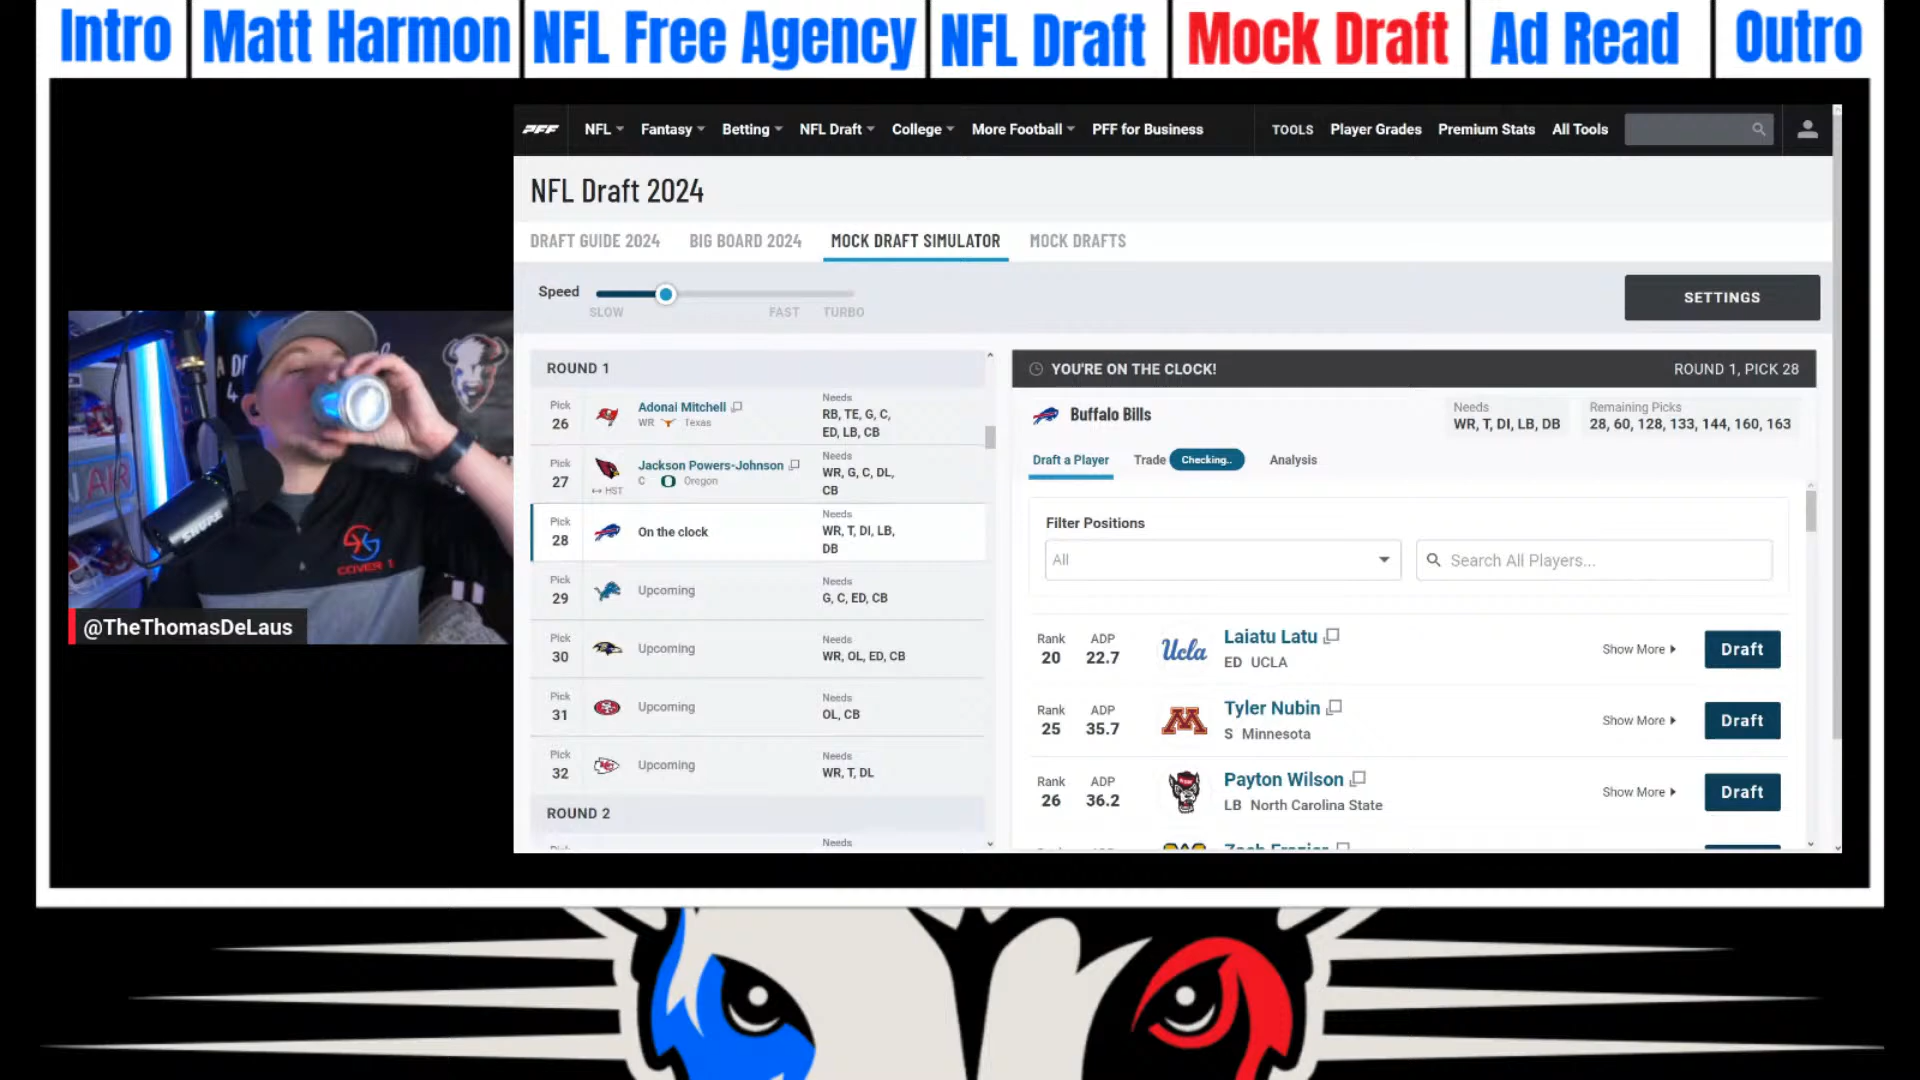 Intro
Matt Harmon
NFL Free Agency
NFL Draft
Mock Draft
Ad Read
Outro
PFF
NFL
Fantasy
Betting
NFL Draft
College
More Football
PFF for Business
TOOLS
Player Grades
Premium Stats
All Tools
NFL Draft 2024
DRAFT GUIDE 2024
BIG BOARD 2024
MOCK DRAFT SIMULATOR
MOCK DRAFTS
Speed
SLOW
FAST
TURBO
SETTINGS
ROUND 1
Pick
26
Adonai Mitchell
WR Texas
Needs
RB, TE, G, C,
ED, LB, CB
Pick
27
HST
Jackson Powers-Johnson
C Oregon
Needs
WR, G, C, DL,
CB
Pick
28
On the clock
Needs
WR, T, DI, LB,
DB
Pick
29
Upcoming
Needs
G, C, ED, CB
Pick
30
Upcoming
Needs
WR, OL, ED, CB
Pick
31
Upcoming
Needs
OL, CB
Pick
32
Upcoming
Needs
WR, T, DL
ROUND 2
Needs
YOU'RE ON THE CLOCK!
ROUND 1, PICK 28
Buffalo Bills
Needs
WR, T, DI, LB, DB
Remaining Picks
28, 60, 128, 133, 144, 160, 163
Draft a Player
Trade
Checking..
Analysis
Filter Positions
All
Search All Players...
Rank
20
ADP
22.7
Ucla
Laiatu Latu
ED UCLA
Show More
Draft
Rank
25
ADP
35.7
M
Tyler Nubin
S Minnesota
Show More
Draft
Rank
26
ADP
36.2
Payton Wilson
LB North Carolina State
Show More
Draft
Zach Frazier
SHURE
COVER 1
@TheThomasDeLaus